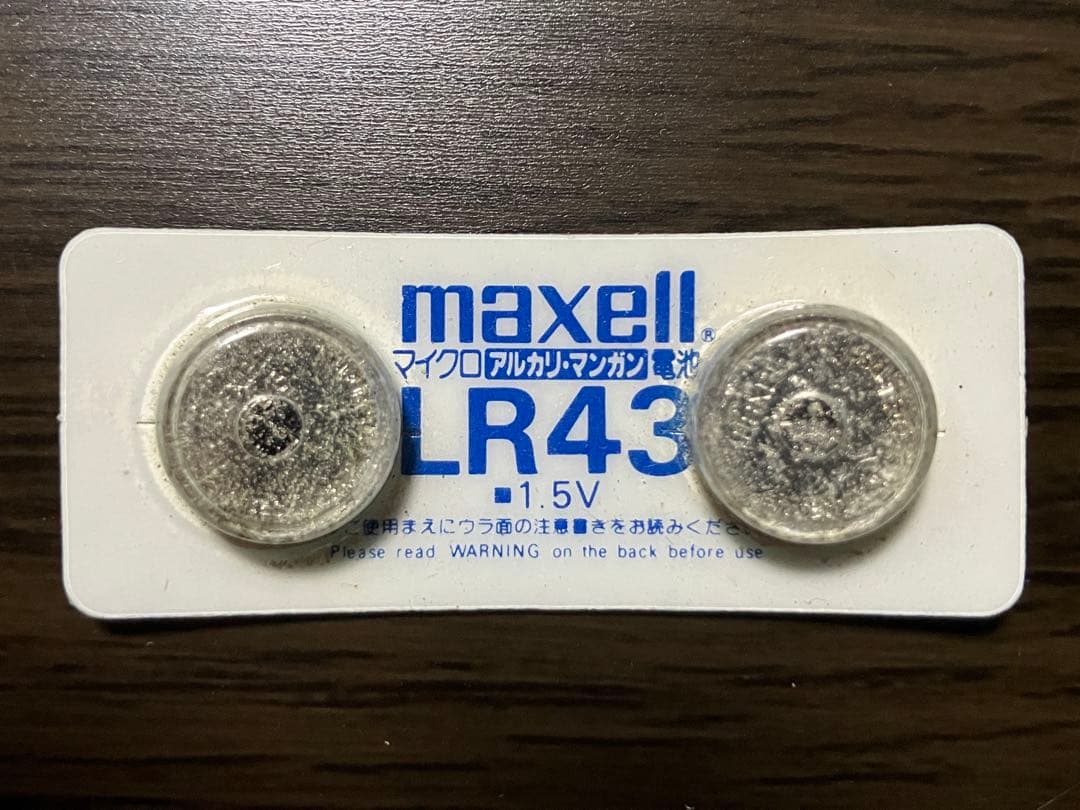 maxell®
マイクロ アルカリ・マンガン 電池
LR43
■1.5V
ご使用まえにウラ面の注意書きをお読みくださ
Please read WARNING on the back before use